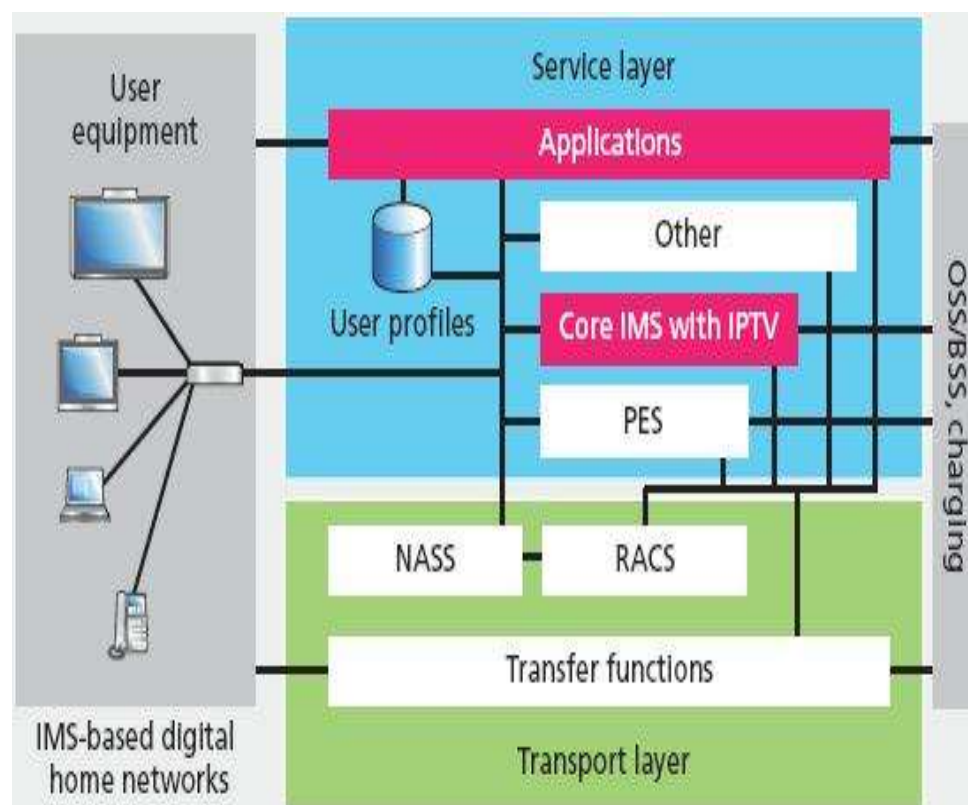 User
equipment
IMS-based digital
home networks
Service layer
Applications
User profiles
Other
Core IMS with IPTV
PES
NASS
RACS
Transfer functions
Transport layer
OSS/BSS, charging